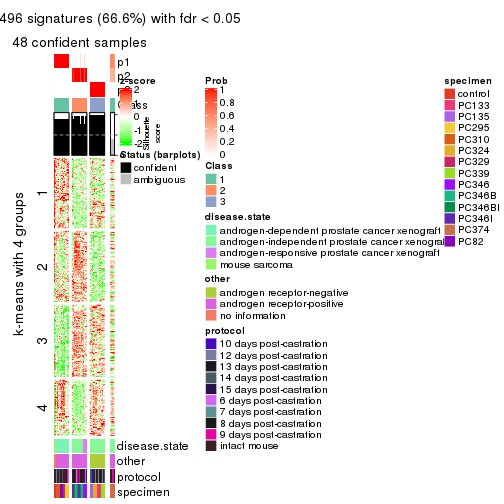 496 signatures (66.6%) with fdr < 0.05
48 confident samples
p1
p2
Class
z-score
2
-2
Silhouette
score
Status (barplots)
confident
ambiguous
k-means with 4 groups
1
2
3
4
disease.state
other
protocol
specimen
Prob
1
0.8
0.6
0.4
0.2
0
Class
1
2
3
disease.state
androgen-dependent prostate cancer xenograft
androgen-independent prostate cancer xenograft
androgen-responsive prostate cancer xenograft
mouse sarcoma
other
androgen receptor-negative
androgen receptor-positive
no information
protocol
10 days post-castration
12 days post-castration
13 days post-castration
14 days post-castration
15 days post-castration
6 days post-castration
7 days post-castration
8 days post-castration
9 days post-castration
intact mouse
specimen
control
PC133
PC135
PC295
PC310
PC324
PC329
PC339
PC346
PC346B
PC346BI
PC346I
PC374
PC82